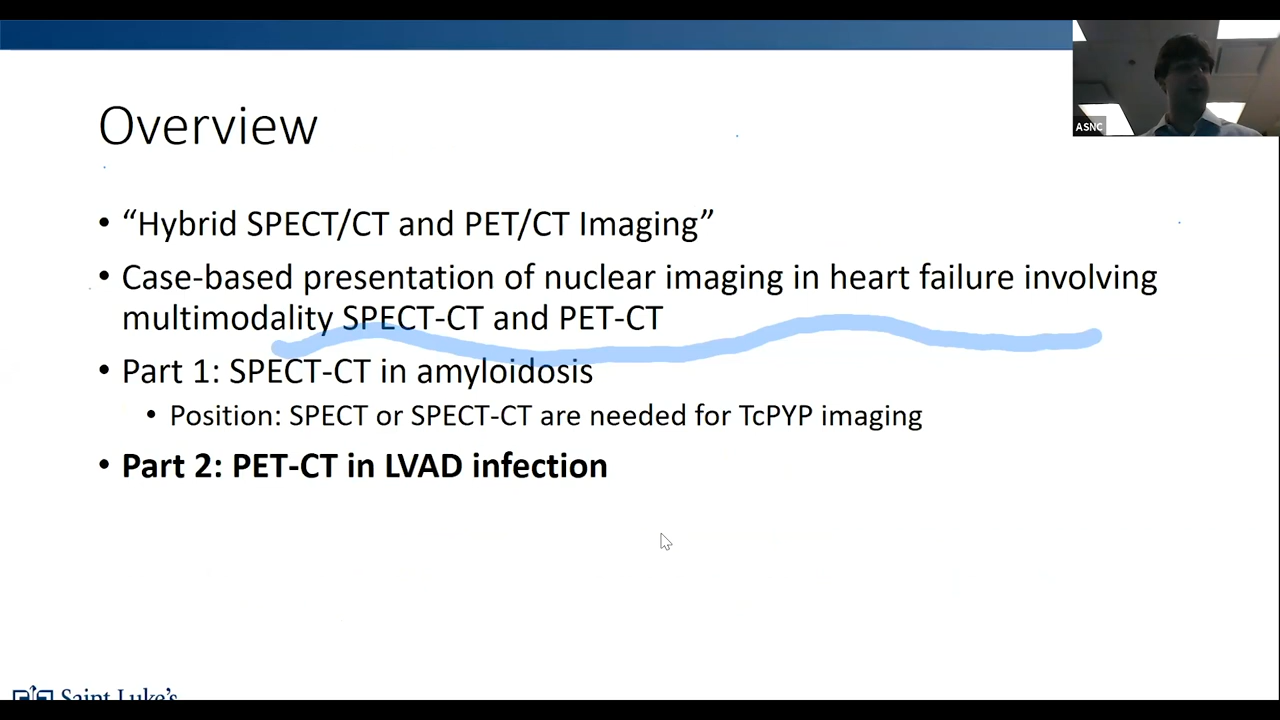 ASNC
Overview
• “Hybrid SPECT/CT and PET/CT Imaging”
• Case-based presentation of nuclear imaging in heart failure involving
multimodality SPECT-CT and PET-CT
• Part 1: SPECT-CT in amyloidosis
• Position: SPECT or SPECT-CT are needed for TcPYP imaging
• Part 2: PET-CT in LVAD infection
Saint Luke's